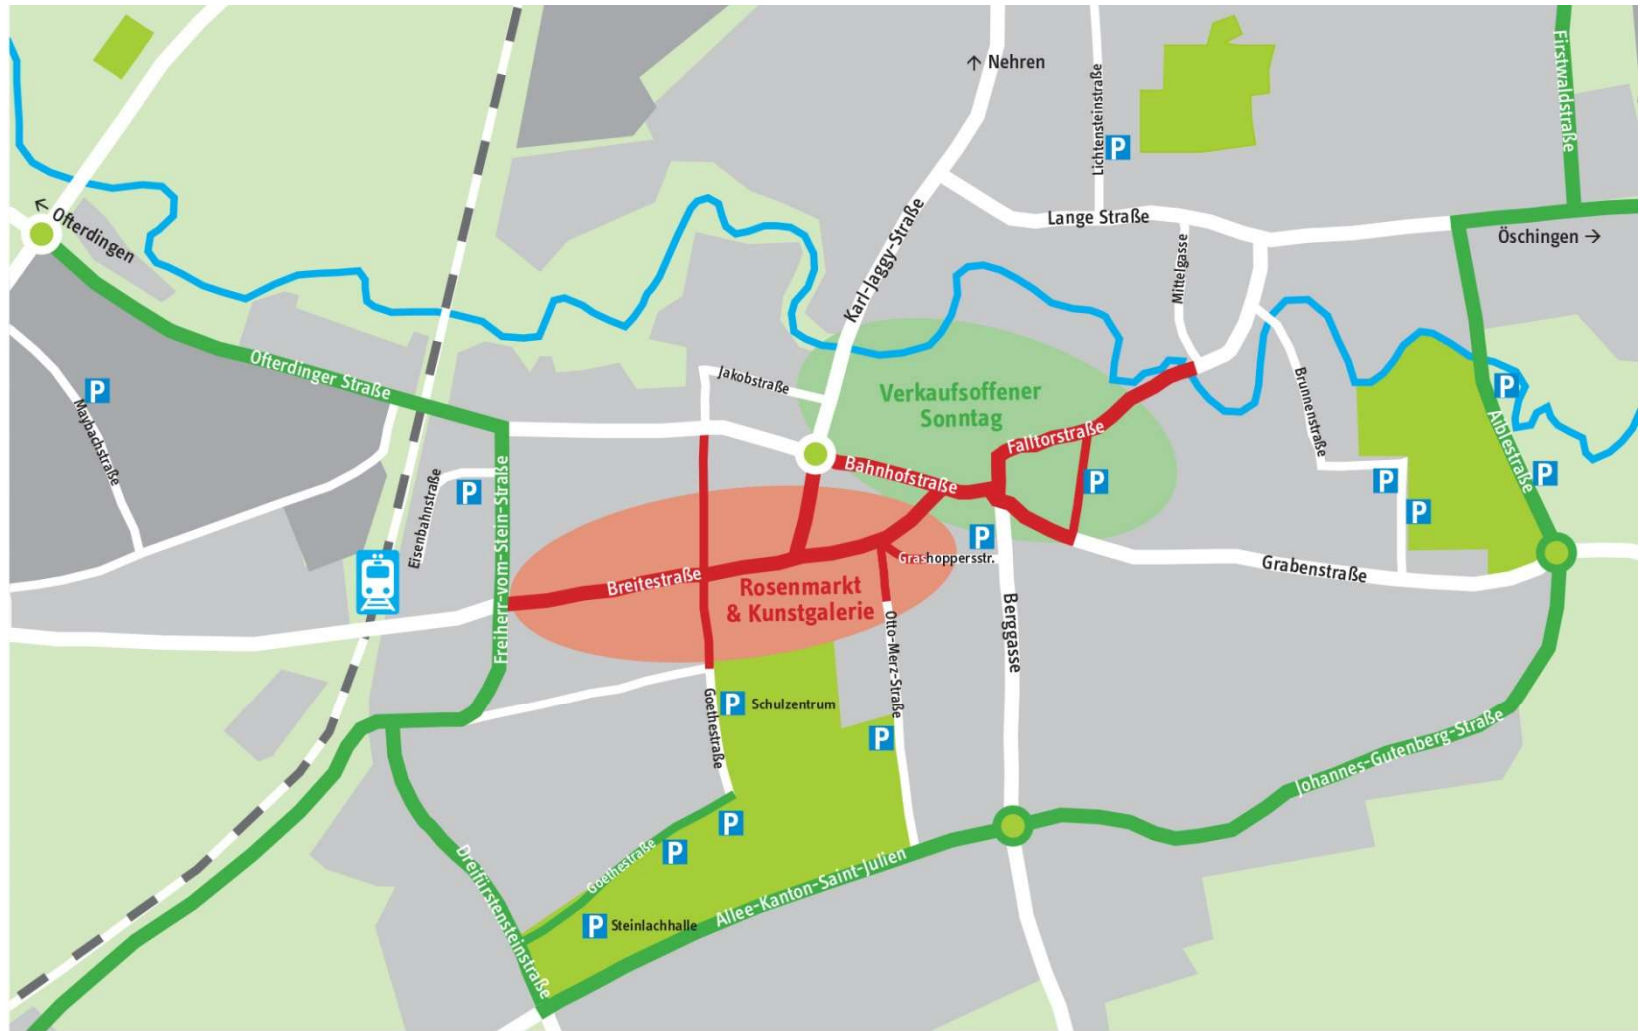 ↑ Nehren
Firstwaldstraße
Lichtensteinstraße
P
← Ofterdingen
Lange Straße
Öschingen →
Karl-Jaggy-Straße
Mittelgasse
Ofterdinger Straße
P
Maybachstraße
Jakobstraße
Verkaufsoffener
Sonntag
Falltorstraße
Brunnenstraße
P
Aiblestraße
Bahnhofstraße
P
P
P
P
Eisenbahnstraße
P
Freiherr-vom-Stein-Straße
P
Grashoppersstr.
Grabenstraße
Breitestraße
Rosenmarkt
& Kunstgalerie
Berggasse
Otto-Merz-Straße
Goethestraße
P Schulzentrum
P
Johannes-Gutenberg-Straße
P
P
Goethestraße
Dreifürstensteinstraße
Allee-Kanton-Saint-Julien
P Steinlachhalle